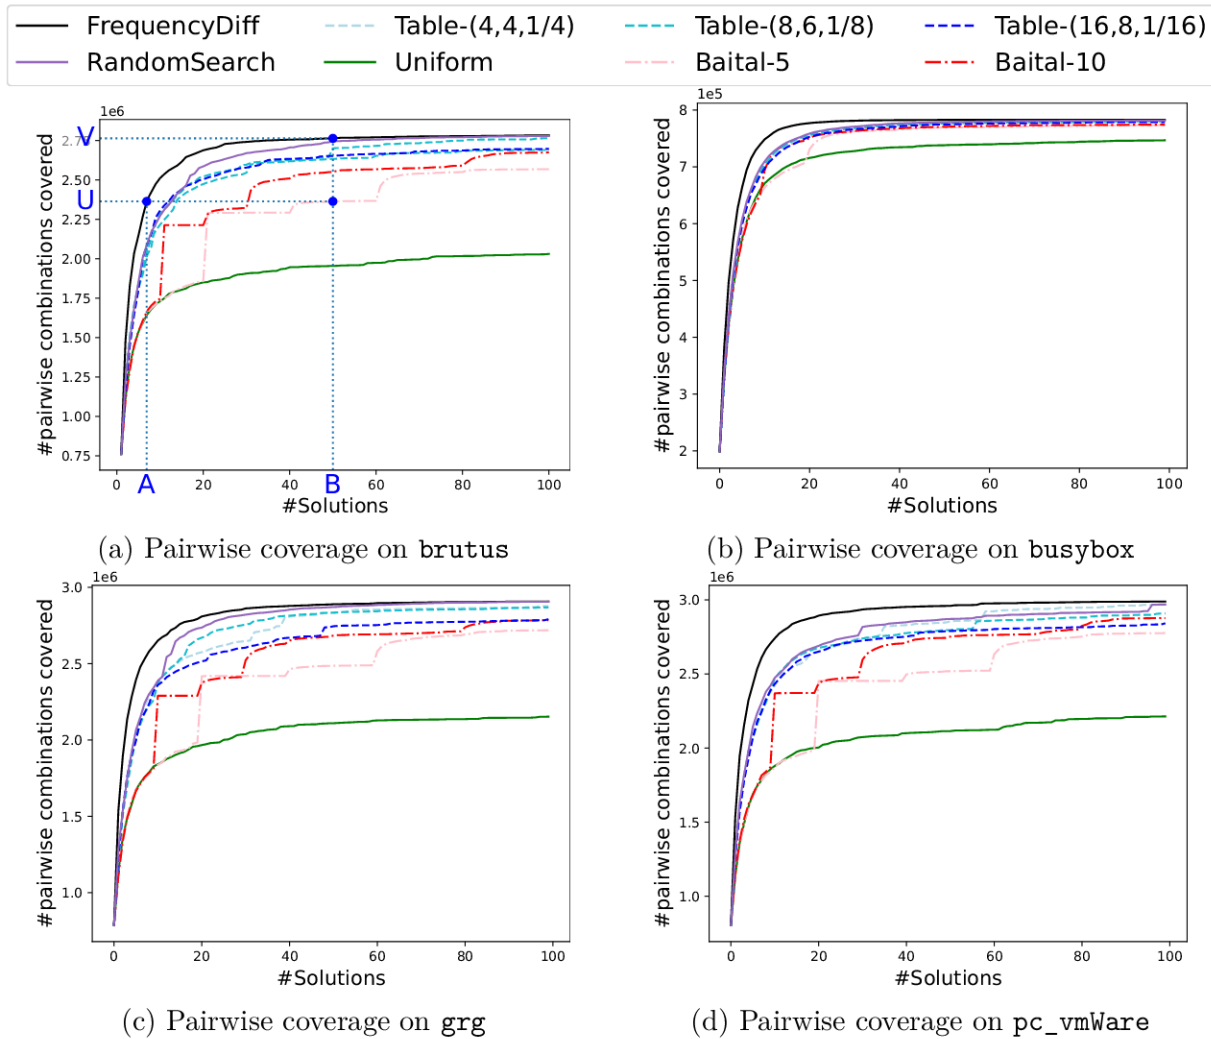 FrequencyDiff Table-(4,4,1/4) Table-(8,6,1/8) Table-(16,8,1/16)
RandomSearch Uniform Baital-5 Baital-10
1e6
#pairwise combinations covered
V
U
2.50
2.25
2.00
1.75
1.50
1.25
1.00
0.75
0 20 40 60 80 100
A B
#Solutions
(a) Pairwise coverage on brutus
1e5
#pairwise combinations covered
8
7
6
5
4
3
2
0 20 40 60 80 100
#Solutions
(b) Pairwise coverage on busybox
1e6
#pairwise combinations covered
3.0
2.5
2.0
1.5
1.0
0 20 40 60 80 100
#Solutions
(c) Pairwise coverage on grg
1e6
#pairwise combinations covered
3.0
2.5
2.0
1.5
1.0
0 20 40 60 80 100
#Solutions
(d) Pairwise coverage on pc_vmWare